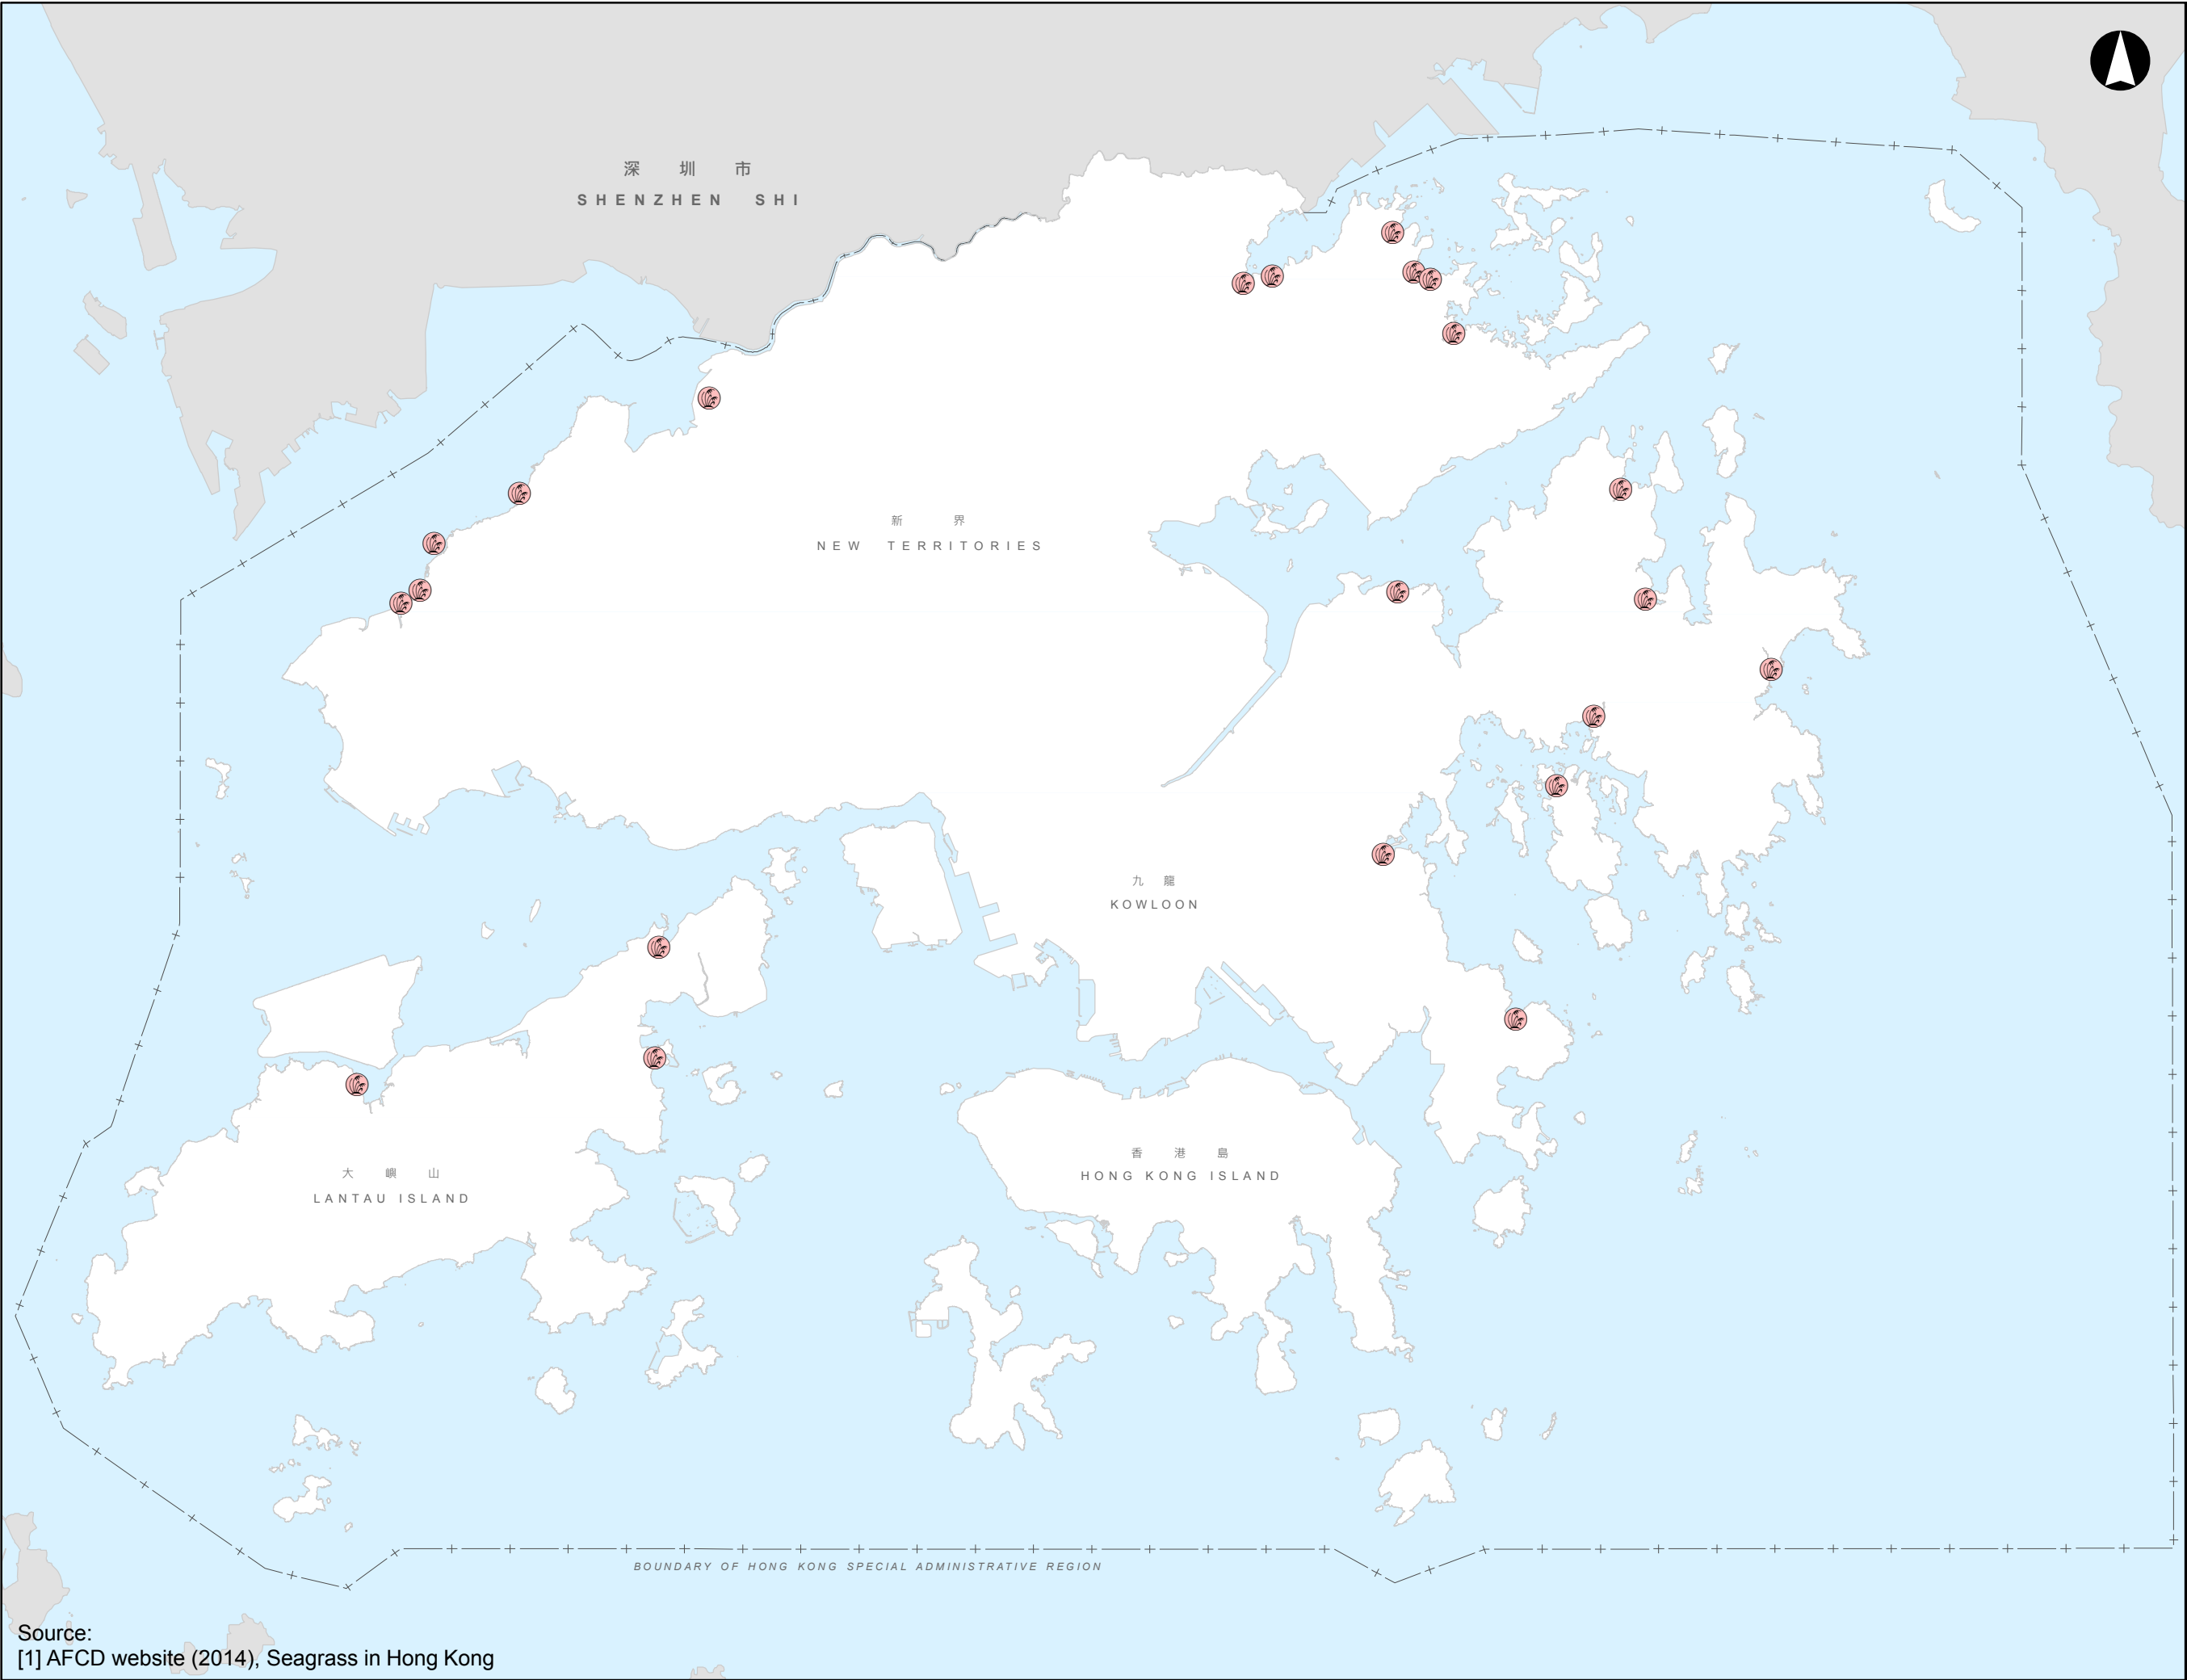 深 圳 市
SHENZHEN SHI
新 界
NEW TERRITORIES
九 龍
KOWLOON
香 港 島
HONG KONG ISLAND
大 嶼 山
LANTAU ISLAND
BOUNDARY OF HONG KONG SPECIAL ADMINISTRATIVE REGION
Source:
[1] AFCD website (2014), Seagrass in Hong Kong